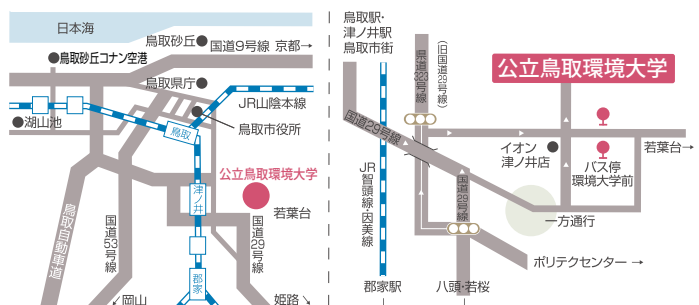 日本海
鳥取砂丘
国道9号線 京都→
鳥取砂丘コナン空港
鳥取県庁
JR山陰本線
湖山池
鳥取
鳥取市役所
公立鳥取環境大学
津ノ井
若葉台
鳥取自動車道
国道53号線
国道29号線
郡家
↙岡山
姫路↘
鳥取駅・
津ノ井駅
鳥取市街
県道323号線
(旧国道29号線)
公立鳥取環境大学
国道29号線
イオン
津ノ井店
若葉台→
バス停
環境大学前
JR智頭線・因美線
国道29号線
一方通行
ポリテクセンター →
郡家駅
八頭・若桜